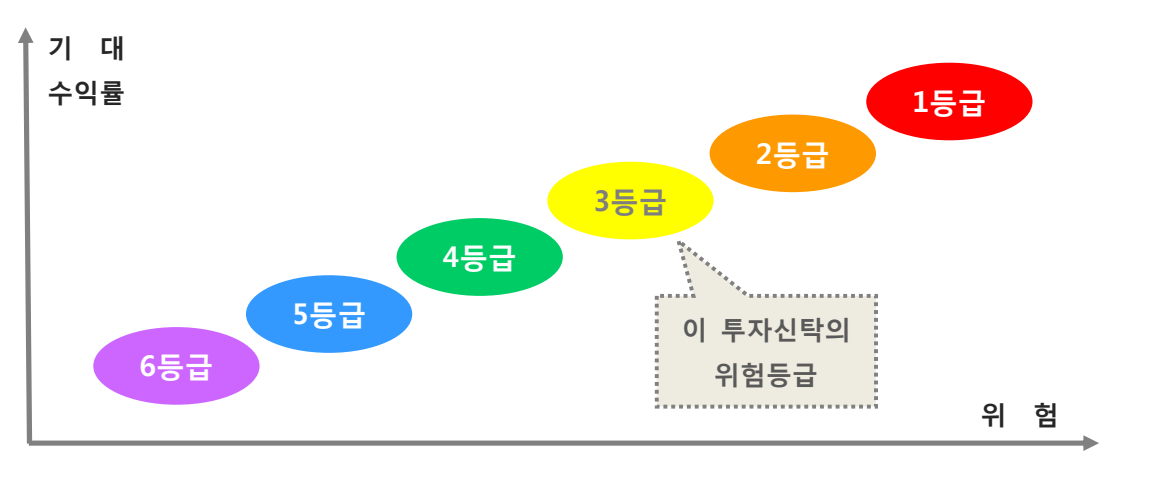 기 대
수익률
1등급
2등급
3등급
4등급
5등급
6등급
이 투자신탁의
위험등급
위 험